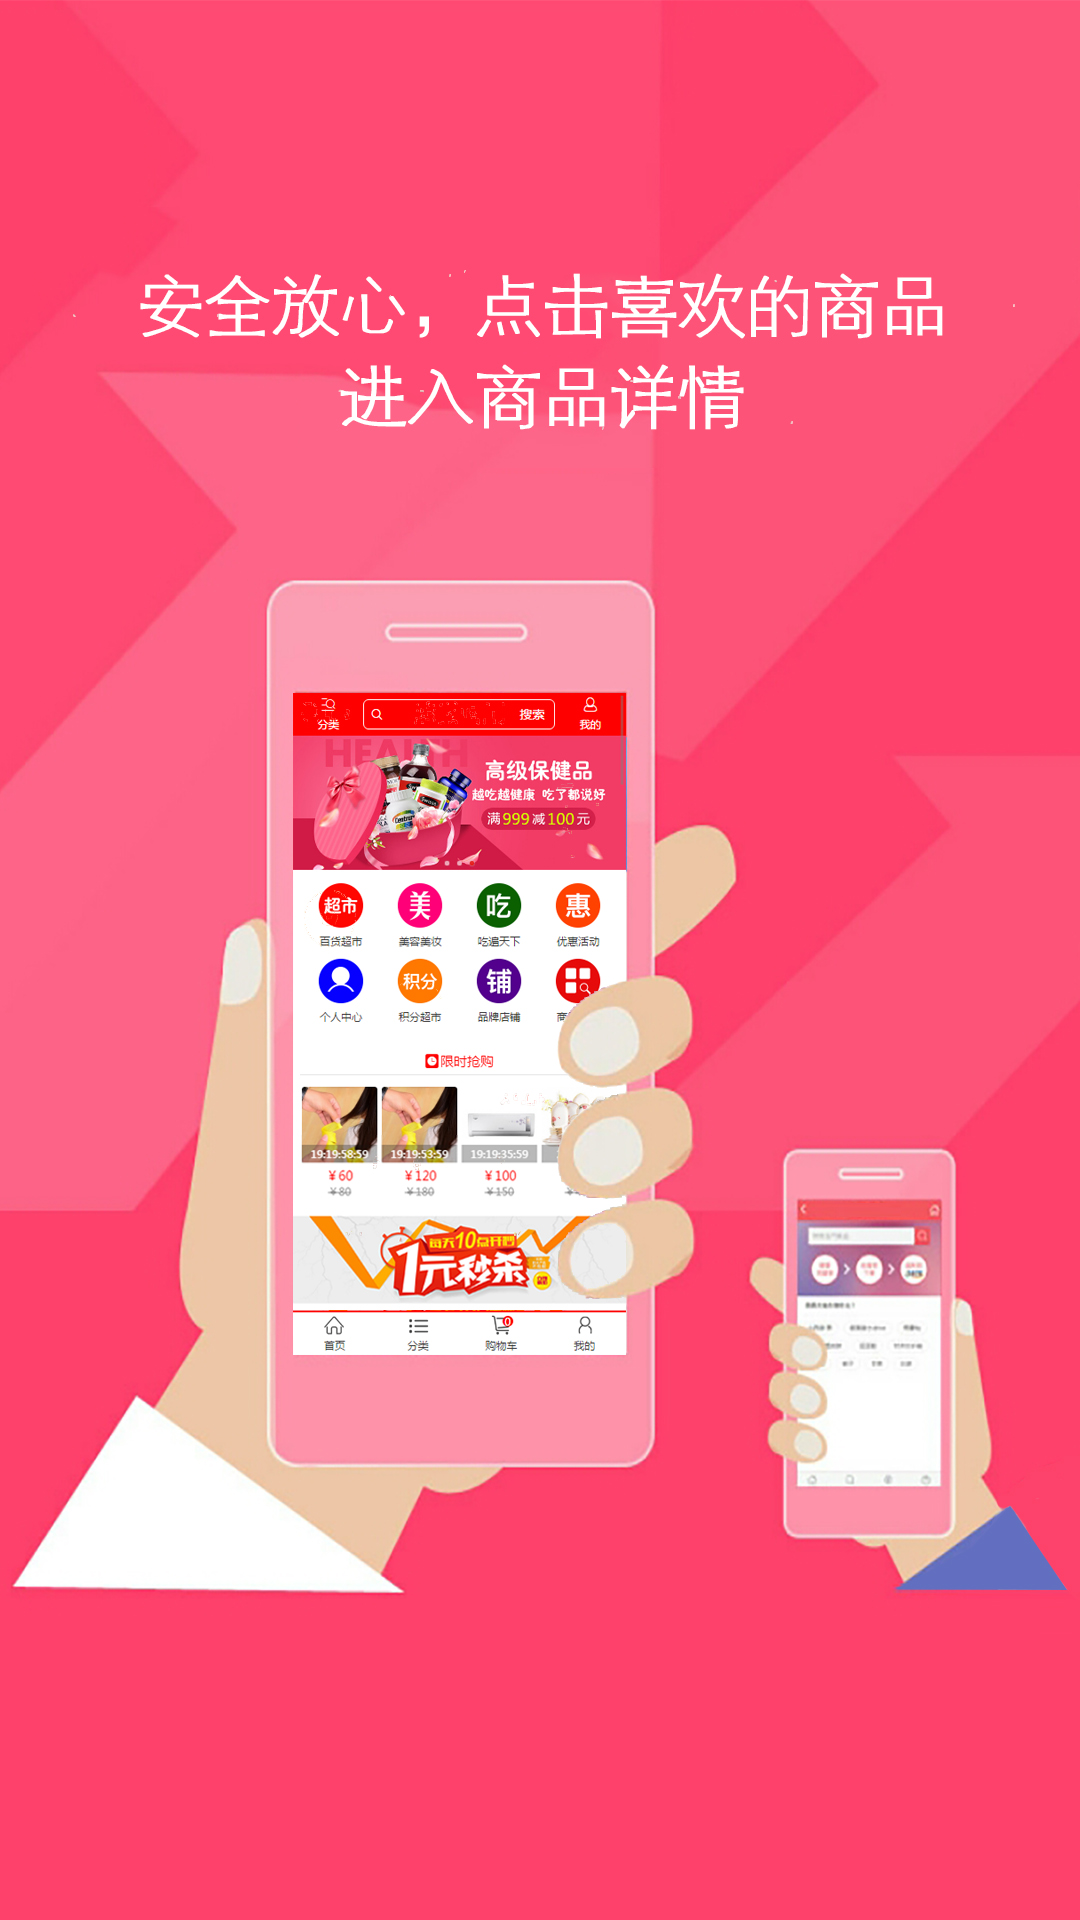 安全放心，点击喜欢的商品
进入商品详情
分类
搜索
我的
HEALTH
高级保健品
越吃越健康 吃了都说好
满999减100元
超市 美 吃 惠
百货超市 美容美妆 吃遍天下 优惠活动
积分 铺
个人中心 积分超市 品牌店铺 商
限时抢购
19:19:58:59 19:19:53:59 19:19:35:59
¥60 ¥120 ¥100
¥80 ¥180 ¥150
每天10点开抢
1元秒杀
0
首页 分类 购物车 我的